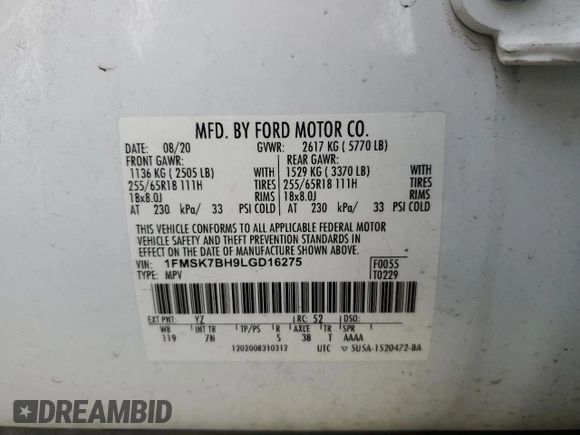 MFD. BY FORD MOTOR CO.
DATE: 08/20 GVWR: 2617 KG ( 5770 LB)
FRONT GAWR: REAR GAWR:
1136 KG ( 2505 LB) WITH 1529 KG ( 3370 LB) WITH
255/65R18 111H TIRES 255/65R18 111H TIRES
18x8.0J RIMS 18x8.0J RIMS
AT 230 kPa/ 33 PSI COLD AT 230 kPa/ 33 PSI COLD
THIS VEHICLE CONFORMS TO ALL APPLICABLE FEDERAL MOTOR
VEHICLE SAFETY AND THEFT PREVENTION STANDARDS IN
EFFECT ON THE DATE OF MANUFACTURE SHOWN ABOVE.
VIN: 1FMSK7BH9LGD16275 F0055
TYPE: MPV T0229
EXT PNT: YZ RC: 52 DSO:
WB INT TR TP/PS R AXLE TR SPR
119 7N S 3B T AAAA
1202008310312 UTC 5U5A-1520472-BA
DREAMBID